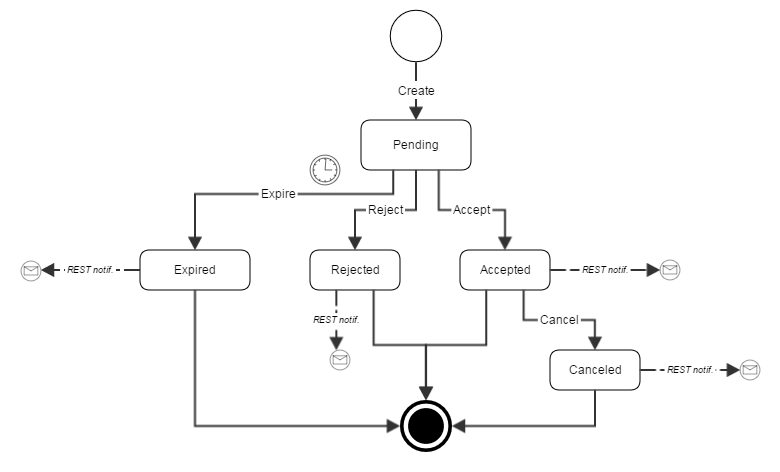 Create
Pending
Expire
Reject
Accept
REST notif.
Expired
Rejected
Accepted
REST notif.
REST notif.
Cancel
Canceled
REST notif.